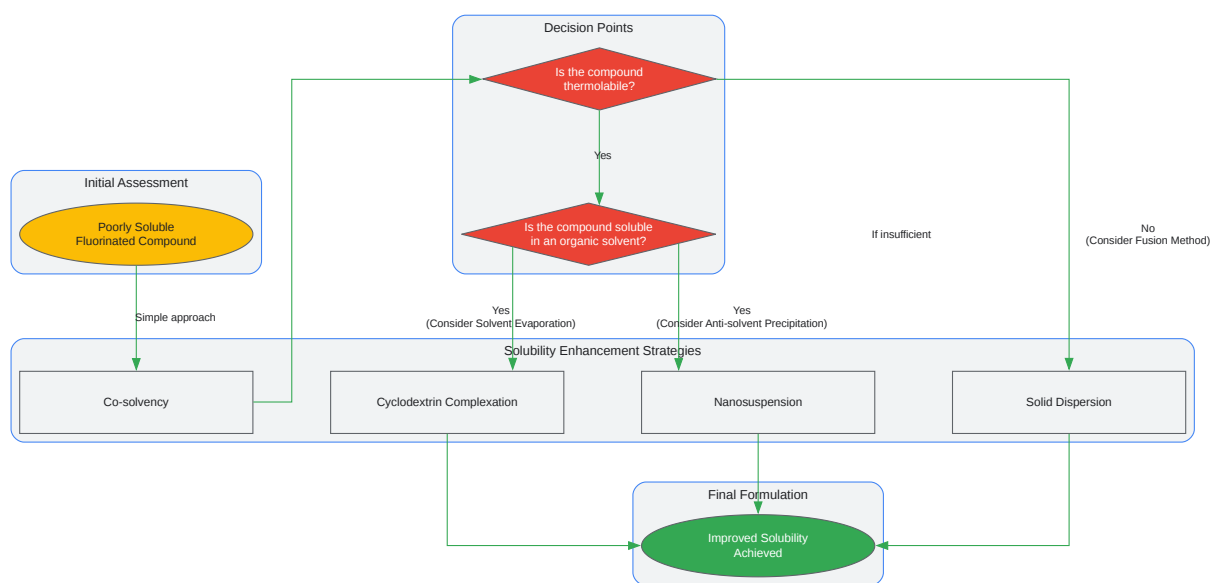 Decision Points
Is the compound
thermolabile?
Yes
Initial Assessment
Poorly Soluble
Fluorinated Compound
Is the compound soluble
in an organic solvent?
If insufficient
No
(Consider Fusion Method)
Simple approach
Yes
(Consider Solvent Evaporation)
Yes
(Consider Anti-solvent Precipitation)
Solubility Enhancement Strategies
Co-solvency
Cyclodextrin Complexation
Nanosuspension
Solid Dispersion
Final Formulation
Improved Solubility
Achieved